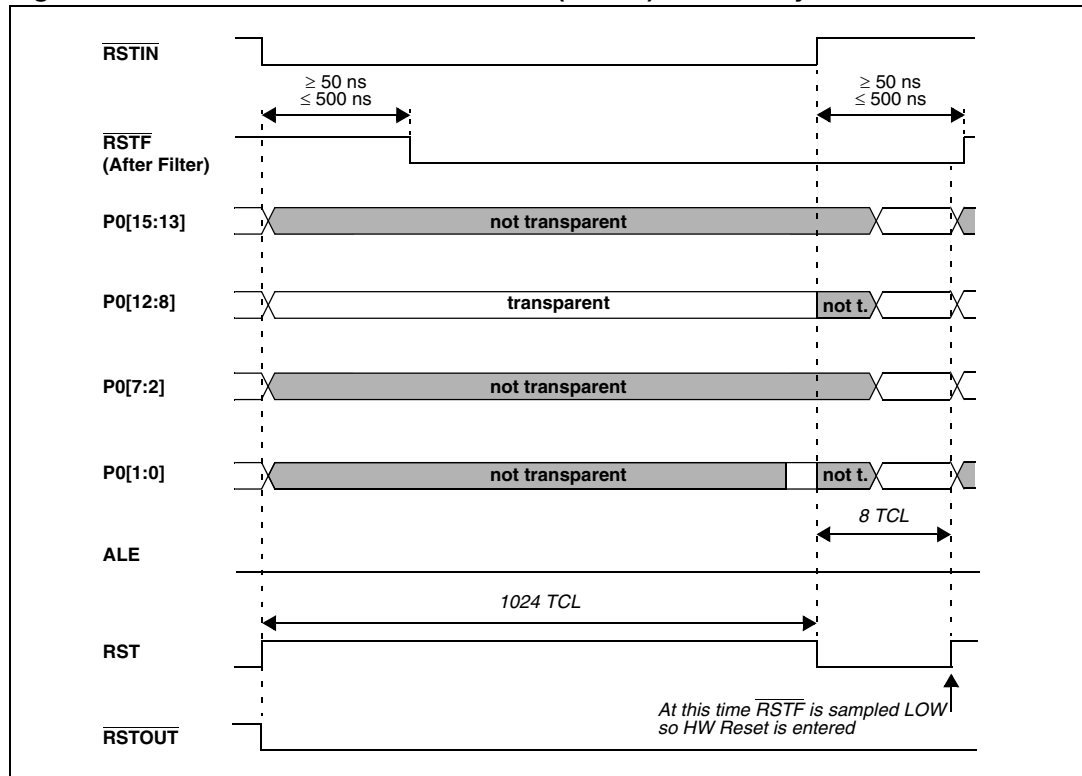 RSTIN
≥ 50 ns
≤ 500 ns
≥ 50 ns
≤ 500 ns
RSTF
(After Filter)
P0[15:13]
not transparent
P0[12:8]
transparent
not t.
P0[7:2]
not transparent
P0[1:0]
not transparent
not t.
8 TCL
ALE
1024 TCL
RST
At this time RSTF is sampled LOW
so HW Reset is entered
RSTOUT